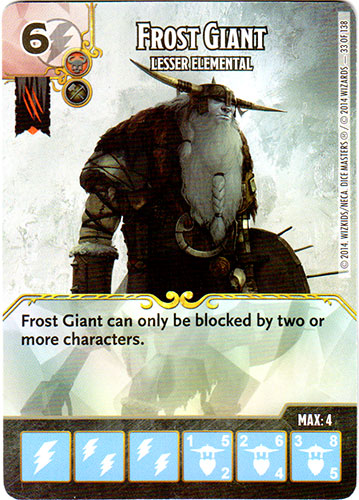 6
FROST GIANT
LESSER ELEMENTAL
© 2014. WIZKIDS/NECA. DICE MASTERS ® / © 2014 WIZARDS — 33 OF 138
Frost Giant can only be blocked by two or
more characters.
MAX: 4
1 5
2
2 6
4
3 8
5